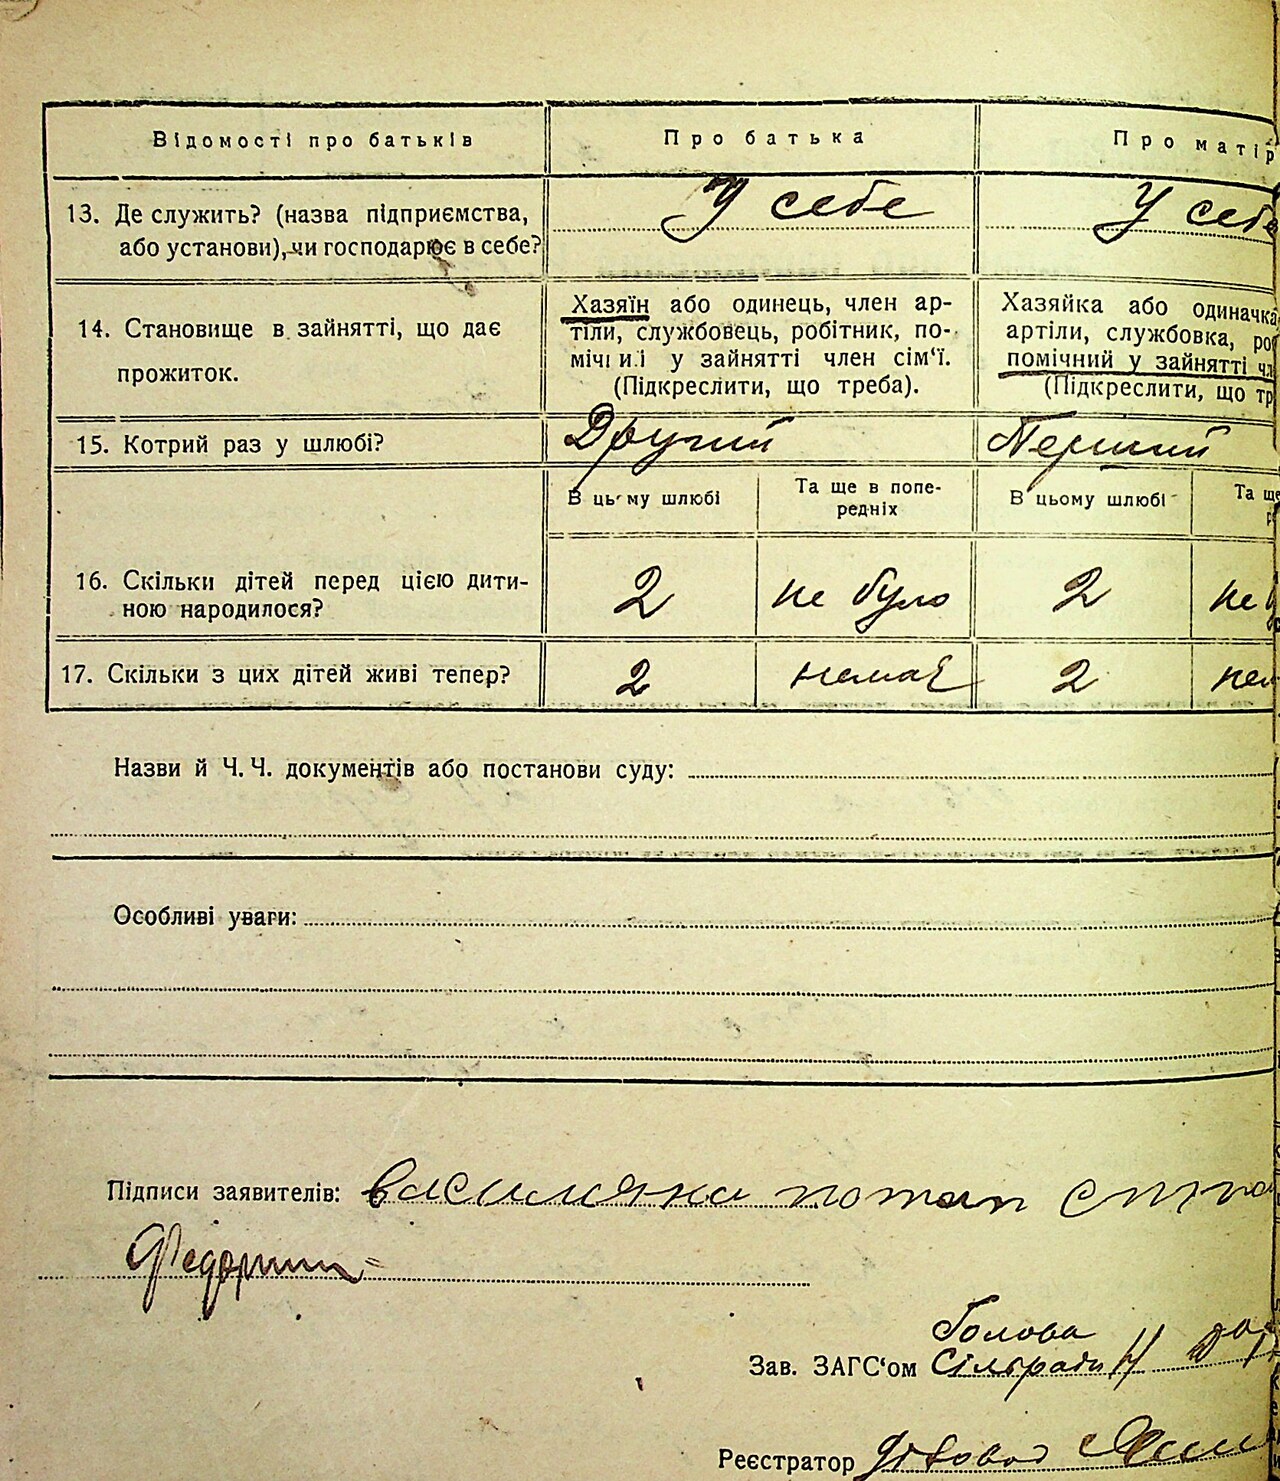 Відомості про батьків Про батька Про матір
13. Де служить? (назва підприємства, У себе У себе
або установи), чи господарює в себе?
14. Становище в зайнятті, що дає прожиток.
Хазяїн або одинець, член ар-
тіли, службовець, робітник, по-
мічний у зайнятті член сім‘ї.
(Підкреслити, що треба).
Хазяйка або одиначка
артіли, службовка, ро
помічний у зайнятті чл
(Підкреслити, що тр
15. Котрий раз у шлюбі? Другий Перший
В цьому шлюбі Та ще в попе- В цьому шлюбі Та ще
редніх
16. Скільки дітей перед цією дити- 2 не було 2 не
ною народилося?
17. Скільки з цих дітей живі тепер? 2 немає 2 нем
Назви й Ч. Ч. документів або постанови суду:
Особливі уваги:
Підписи заявителів: потап
Голова
Зав. ЗАГС‘ом Сільради
Реєстратор